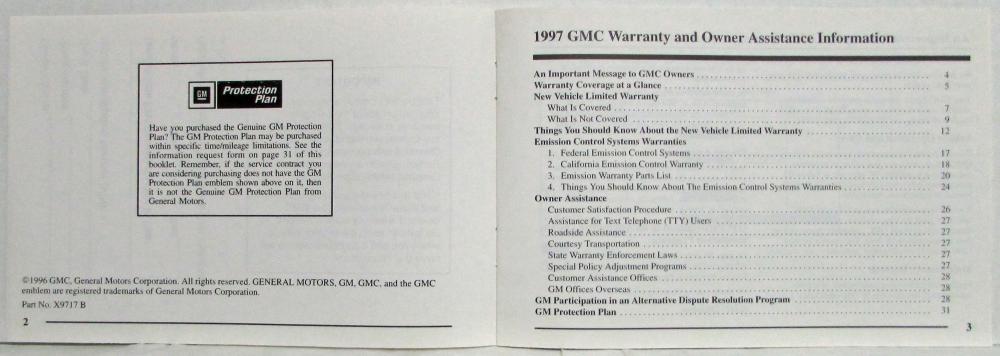 GM
Protection
Plan
Have you purchased the Genuine GM Protection
Plan? The GM Protection Plan may be purchased
within specific time/mileage limitations. See the
information request form on page 31 of this
booklet. Remember, if the service contract you
are considering purchasing does not have the GM
Protection Plan emblem shown above on it, then
it is not the Genuine GM Protection Plan from
General Motors.
©1996 GMC, General Motors Corporation. All rights reserved. GENERAL MOTORS, GM, GMC, and the GMC
emblem are registered trademarks of General Motors Corporation.
Part No. X9717 B
2
1997 GMC Warranty and Owner Assistance Information
An Important Message to GMC Owners 4
Warranty Coverage at a Glance 5
New Vehicle Limited Warranty
What Is Covered 7
What Is Not Covered 9
Things You Should Know About the New Vehicle Limited Warranty 12
Emission Control Systems Warranties
1. Federal Emission Control Systems 17
2. California Emission Control Warranty 18
3. Emission Warranty Parts List 20
4. Things You Should Know About The Emission Control Systems Warranties 24
Owner Assistance
Customer Satisfaction Procedure 26
Assistance for Text Telephone (TTY) Users 27
Roadside Assistance 27
Courtesy Transportation 27
State Warranty Enforcement Laws 27
Special Policy Adjustment Programs 27
Customer Assistance Offices 28
GM Offices Overseas 28
GM Participation in an Alternative Dispute Resolution Program 28
GM Protection Plan 31
3